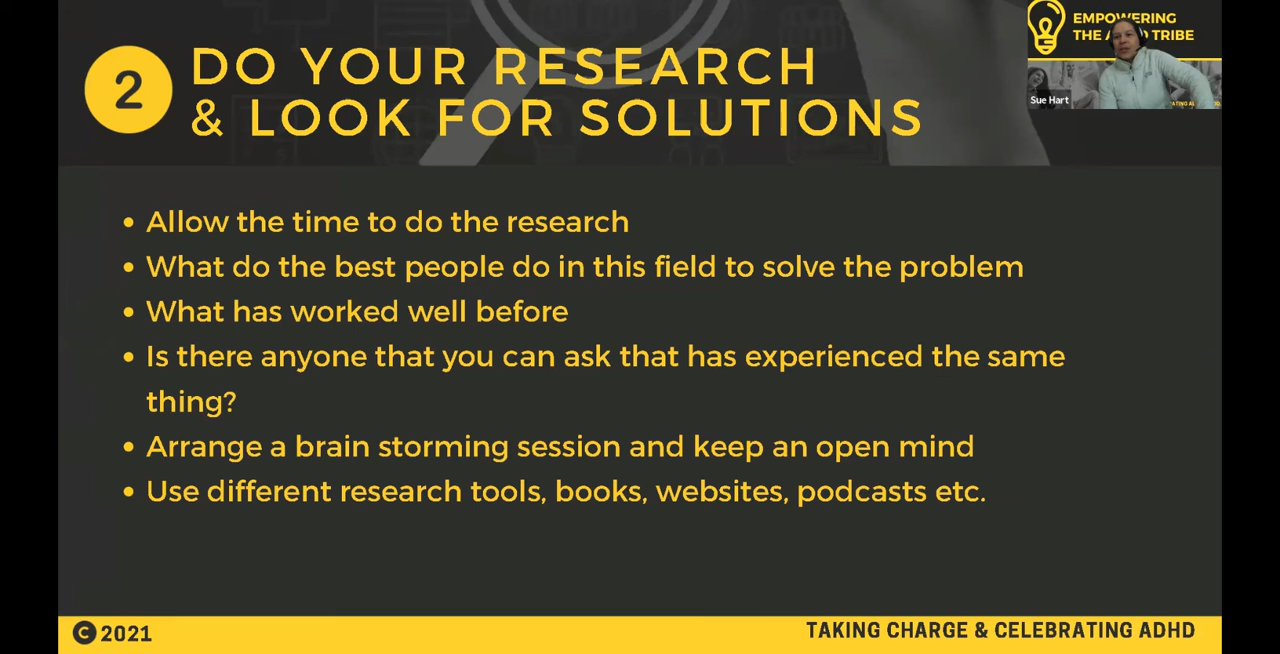 2
DO YOUR RESEARCH
& LOOK FOR SOLUTIONS
EMPOWERING
THE TRIBE
Sue Hart
• Allow the time to do the research
• What do the best people do in this field to solve the problem
• What has worked well before
• Is there anyone that you can ask that has experienced the same
thing?
• Arrange a brain storming session and keep an open mind
• Use different research tools, books, websites, podcasts etc.
© 2021
TAKING CHARGE & CELEBRATING ADHD